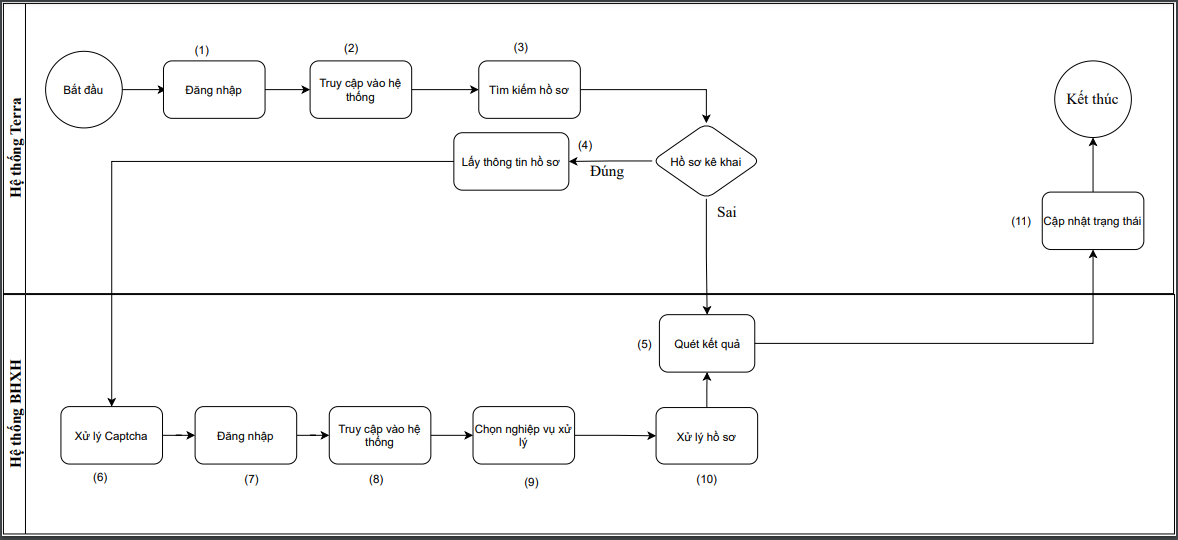 Hệ thống Terra
(1)
(2)
(3)
Bắt đầu
Đăng nhập
Truy cập vào hệ
thống
Tìm kiếm hồ sơ
Kết thúc
(4)
Lấy thông tin hồ sơ
Đúng
Hồ sơ kê khai
Sai
(11)
Cập nhật trạng thái
Hệ thống BHXH
(5)
Quét kết quả
Xử lý Captcha
Đăng nhập
Truy cập vào hệ
thống
Chọn nghiệp vụ xử
lý
Xử lý hồ sơ
(6)
(7)
(8)
(9)
(10)